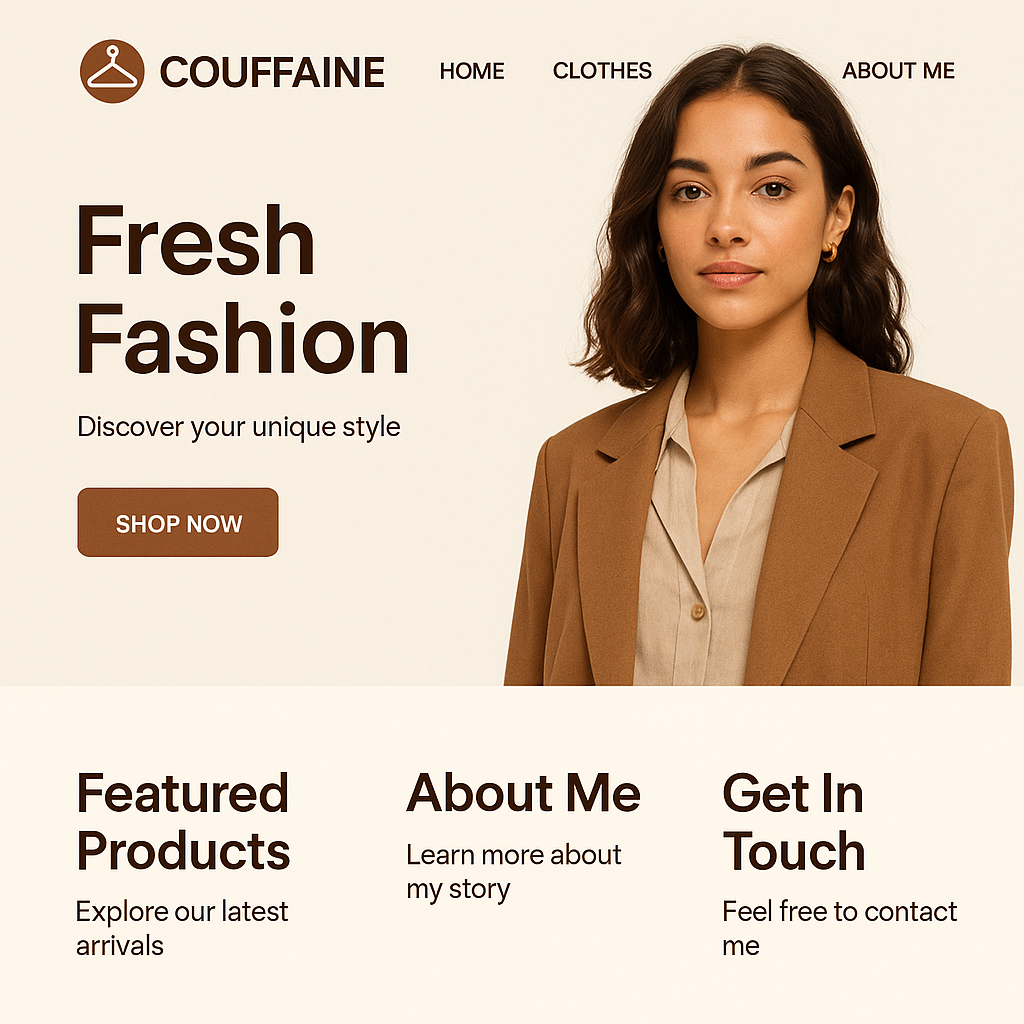 COUFFAINE
HOME
CLOTHES
ABOUT ME
Fresh
Fashion
Discover your unique style
SHOP NOW
Featured
Products
Explore our latest
arrivals
About Me
Learn more about
my story
Get In
Touch
Feel free to contact
me